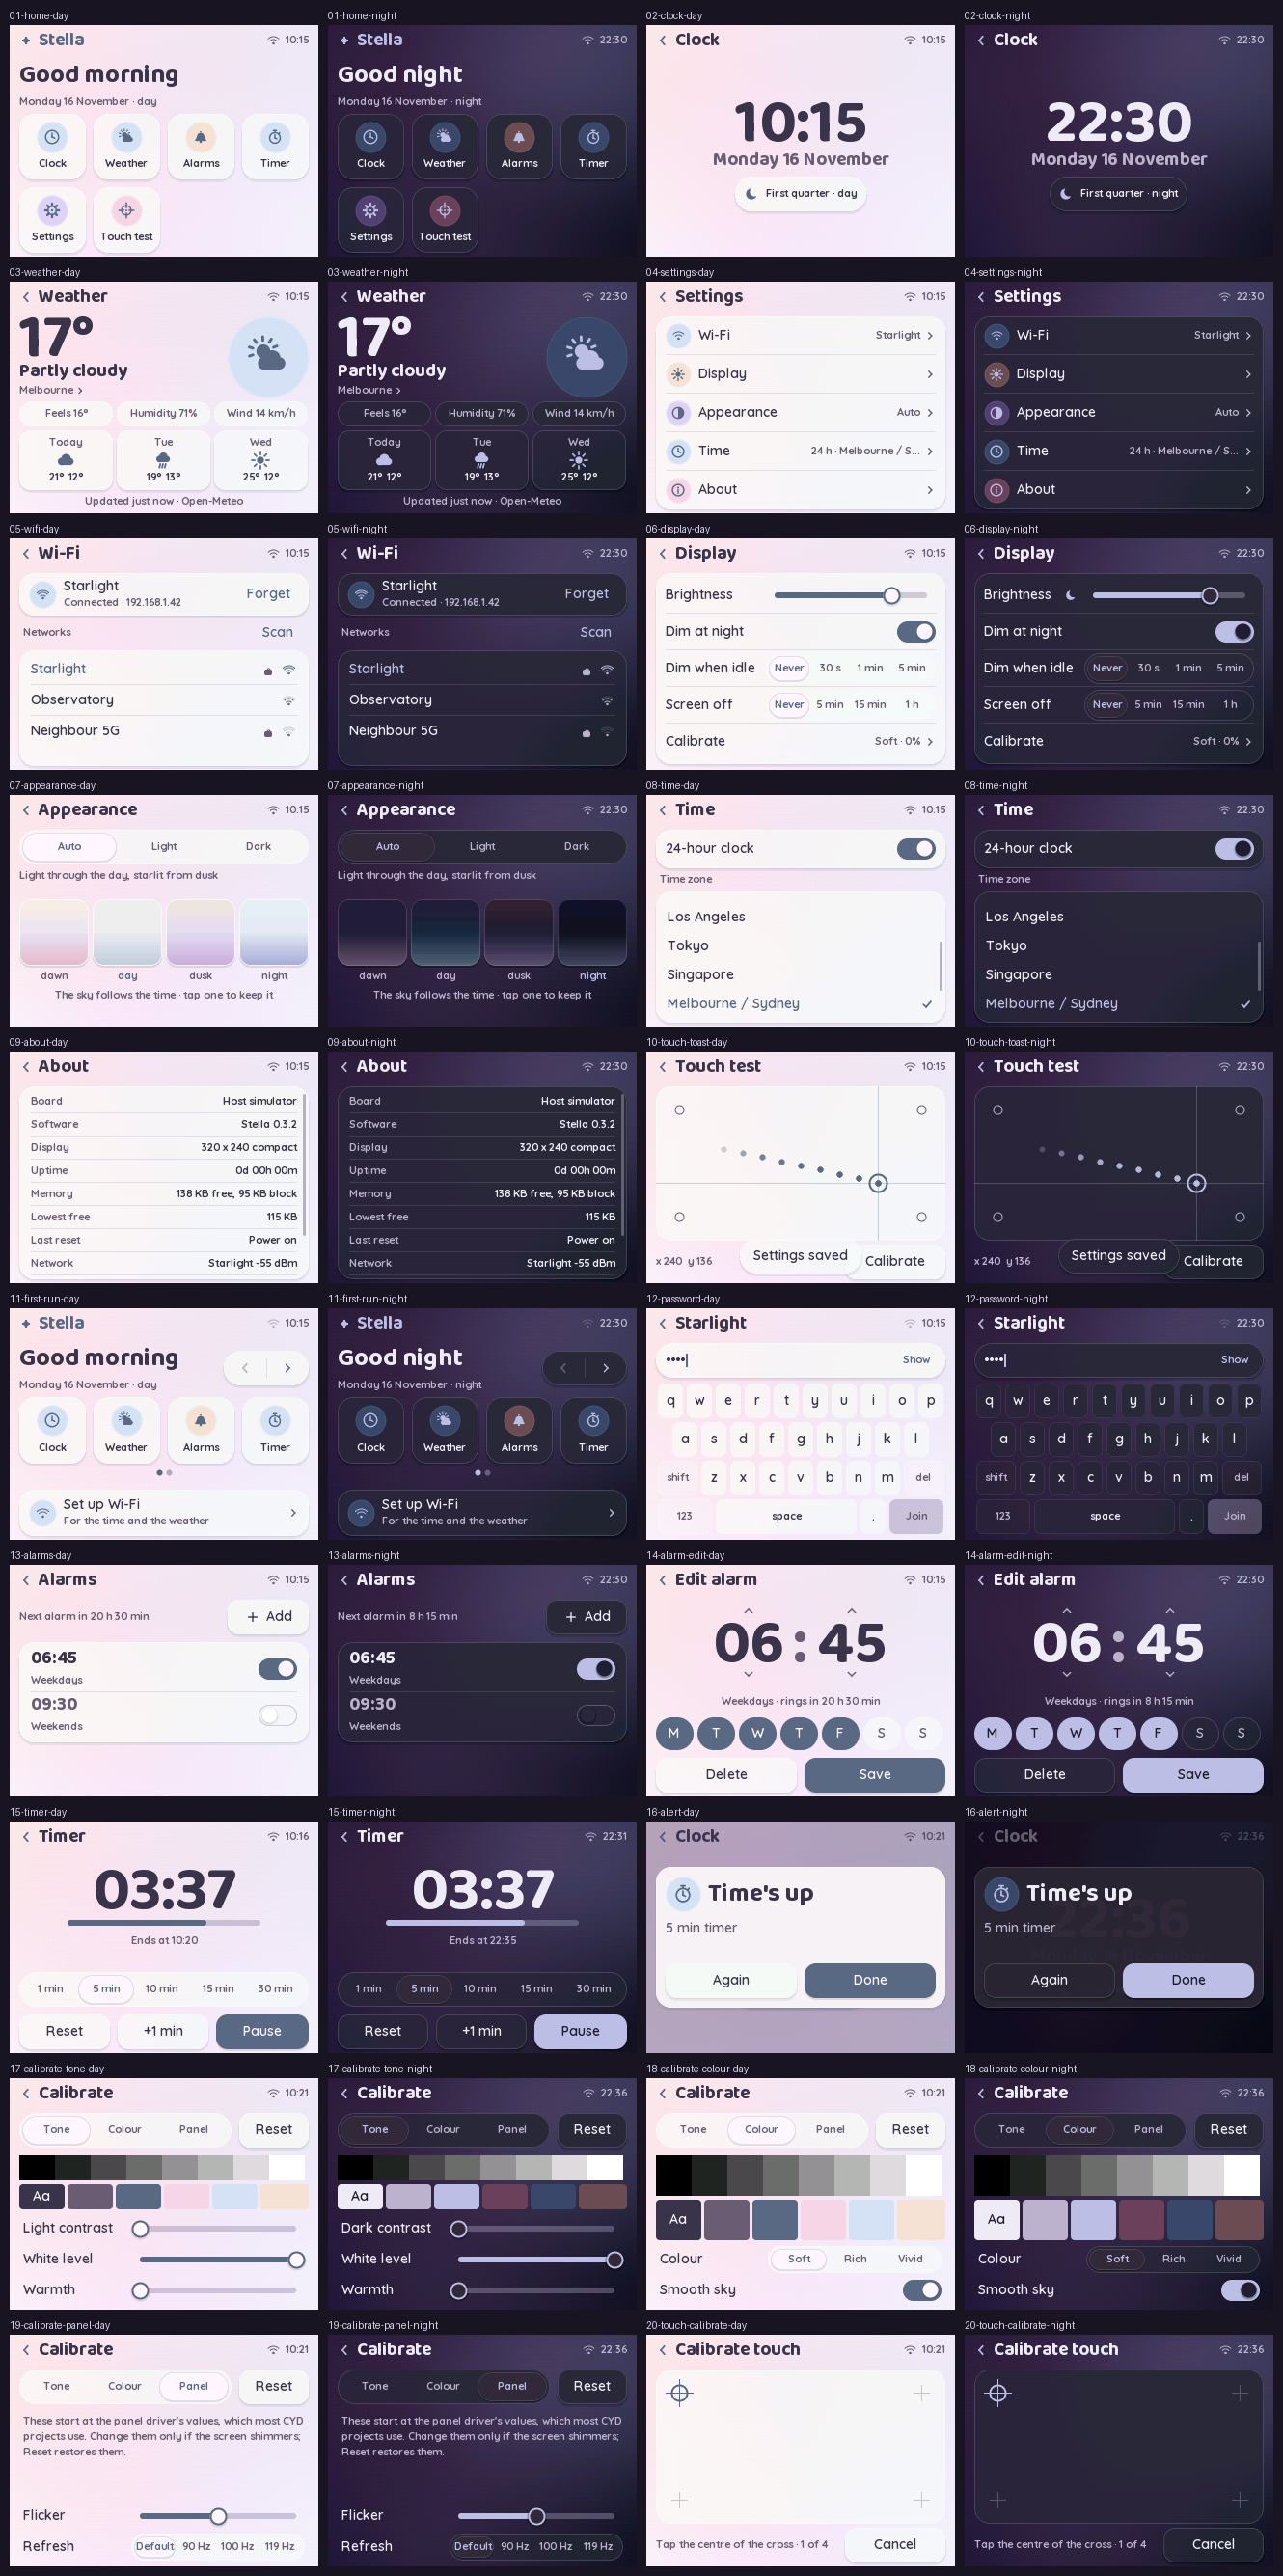 01-home-day
Stella
10:15
Good morning
Monday 16 November · day
Clock
Weather
Alarms
Timer
Settings
Touch test
01-home-night
Stella
22:30
Good night
Monday 16 November · night
Clock
Weather
Alarms
Timer
Settings
Touch test
02-clock-day
Clock
10:15
10:15
Monday 16 November
First quarter · day
02-clock-night
Clock
22:30
22:30
Monday 16 November
First quarter · night
03-weather-day
Weather
10:15
17°
Partly cloudy
Melbourne
Feels 16°
Humidity 71%
Wind 14 km/h
Today
Tue
Wed
21° 12°
19° 13°
25° 12°
Updated just now · Open-Meteo
03-weather-night
Weather
22:30
17°
Partly cloudy
Melbourne
Feels 16°
Humidity 71%
Wind 14 km/h
Today
Tue
Wed
21° 12°
19° 13°
25° 12°
Updated just now · Open-Meteo
04-settings-day
Settings
10:15
Wi-Fi
Starlight
Display
Appearance
Auto
Time
24 h · Melbourne / S...
About
04-settings-night
Settings
22:30
Wi-Fi
Starlight
Display
Appearance
Auto
Time
24 h · Melbourne / S...
About
05-wifi-day
Wi-Fi
10:15
Starlight
Connected · 192.168.1.42
Forget
Networks
Scan
Starlight
Observatory
Neighbour 5G
05-wifi-night
Wi-Fi
22:30
Starlight
Connected · 192.168.1.42
Forget
Networks
Scan
Starlight
Observatory
Neighbour 5G
06-display-day
Display
10:15
Brightness
Dim at night
Dim when idle
Never 30 s 1 min 5 min
Screen off
Never 5 min 15 min 1 h
Calibrate
Soft · 0%
06-display-night
Display
22:30
Brightness
Dim at night
Dim when idle
Never 30 s 1 min 5 min
Screen off
Never 5 min 15 min 1 h
Calibrate
Soft · 0%
07-appearance-day
Appearance
10:15
Auto Light Dark
Light through the day, starlit from dusk
dawn day dusk night
The sky follows the time · tap one to keep it
07-appearance-night
Appearance
22:30
Auto Light Dark
Light through the day, starlit from dusk
dawn day dusk night
The sky follows the time · tap one to keep it
08-time-day
Time
10:15
24-hour clock
Time zone
Los Angeles
Tokyo
Singapore
Melbourne / Sydney
08-time-night
Time
22:30
24-hour clock
Time zone
Los Angeles
Tokyo
Singapore
Melbourne / Sydney
09-about-day
About
10:15
Board Host simulator
Software Stella 0.3.2
Display 320 x 240 compact
Uptime 0d 00h 00m
Memory 138 KB free, 95 KB block
Lowest free 115 KB
Last reset Power on
Network Starlight -55 dBm
09-about-night
About
22:30
Board Host simulator
Software Stella 0.3.2
Display 320 x 240 compact
Uptime 0d 00h 00m
Memory 138 KB free, 95 KB block
Lowest free 115 KB
Last reset Power on
Network Starlight -55 dBm
10-touch-toast-day
Touch test
10:15
x 240 y 136
Settings saved
Calibrate
10-touch-toast-night
Touch test
22:30
x 240 y 136
Settings saved
Calibrate
11-first-run-day
Stella
10:15
Good morning
Monday 16 November · day
Clock
Weather
Alarms
Timer
Set up Wi-Fi
For the time and the weather
11-first-run-night
Stella
22:30
Good night
Monday 16 November · night
Clock
Weather
Alarms
Timer
Set up Wi-Fi
For the time and the weather
12-password-day
Starlight
10:15
••••
Show
q w e r t y u i o p
a s d f g h j k l
shift z x c v b n m del
123 space . Join
12-password-night
Starlight
22:30
••••
Show
q w e r t y u i o p
a s d f g h j k l
shift z x c v b n m del
123 space . Join
13-alarms-day
Alarms
10:15
Next alarm in 20 h 30 min
+ Add
06:45
Weekdays
09:30
Weekends
13-alarms-night
Alarms
22:30
Next alarm in 8 h 15 min
+ Add
06:45
Weekdays
09:30
Weekends
14-alarm-edit-day
Edit alarm
10:15
06 : 45
Weekdays · rings in 20 h 30 min
M T W T F S S
Delete
Save
14-alarm-edit-night
Edit alarm
22:30
06 : 45
Weekdays · rings in 8 h 15 min
M T W T F S S
Delete
Save
15-timer-day
Timer
10:16
03:37
Ends at 10:20
1 min 5 min 10 min 15 min 30 min
Reset
+1 min
Pause
15-timer-night
Timer
22:31
03:37
Ends at 22:35
1 min 5 min 10 min 15 min 30 min
Reset
+1 min
Pause
16-alert-day
Clock
10:21
Time's up
5 min timer
Again
Done
16-alert-night
Clock
22:36
Time's up
22:36
5 min timer
Again
Done
17-calibrate-tone-day
Calibrate
10:21
Tone Colour Panel
Reset
Aa
Light contrast
White level
Warmth
17-calibrate-tone-night
Calibrate
22:36
Tone Colour Panel
Reset
Aa
Dark contrast
White level
Warmth
18-calibrate-colour-day
Calibrate
10:21
Tone Colour Panel
Reset
Aa
Colour
Soft Rich Vivid
Smooth sky
18-calibrate-colour-night
Calibrate
22:36
Tone Colour Panel
Reset
Aa
Colour
Soft Rich Vivid
Smooth sky
19-calibrate-panel-day
Calibrate
10:21
Tone Colour Panel
Reset
These start at the panel driver's values, which most CYD
projects use. Change them only if the screen shimmers;
Reset restores them.
Flicker
Refresh
Default 90 Hz 100 Hz 119 Hz
19-calibrate-panel-night
Calibrate
22:36
Tone Colour Panel
Reset
These start at the panel driver's values, which most CYD
projects use. Change them only if the screen shimmers;
Reset restores them.
Flicker
Refresh
Default 90 Hz 100 Hz 119 Hz
20-touch-calibrate-day
Calibrate touch
10:21
Tap the centre of the cross · 1 of 4
Cancel
20-touch-calibrate-night
Calibrate touch
22:36
Tap the centre of the cross · 1 of 4
Cancel